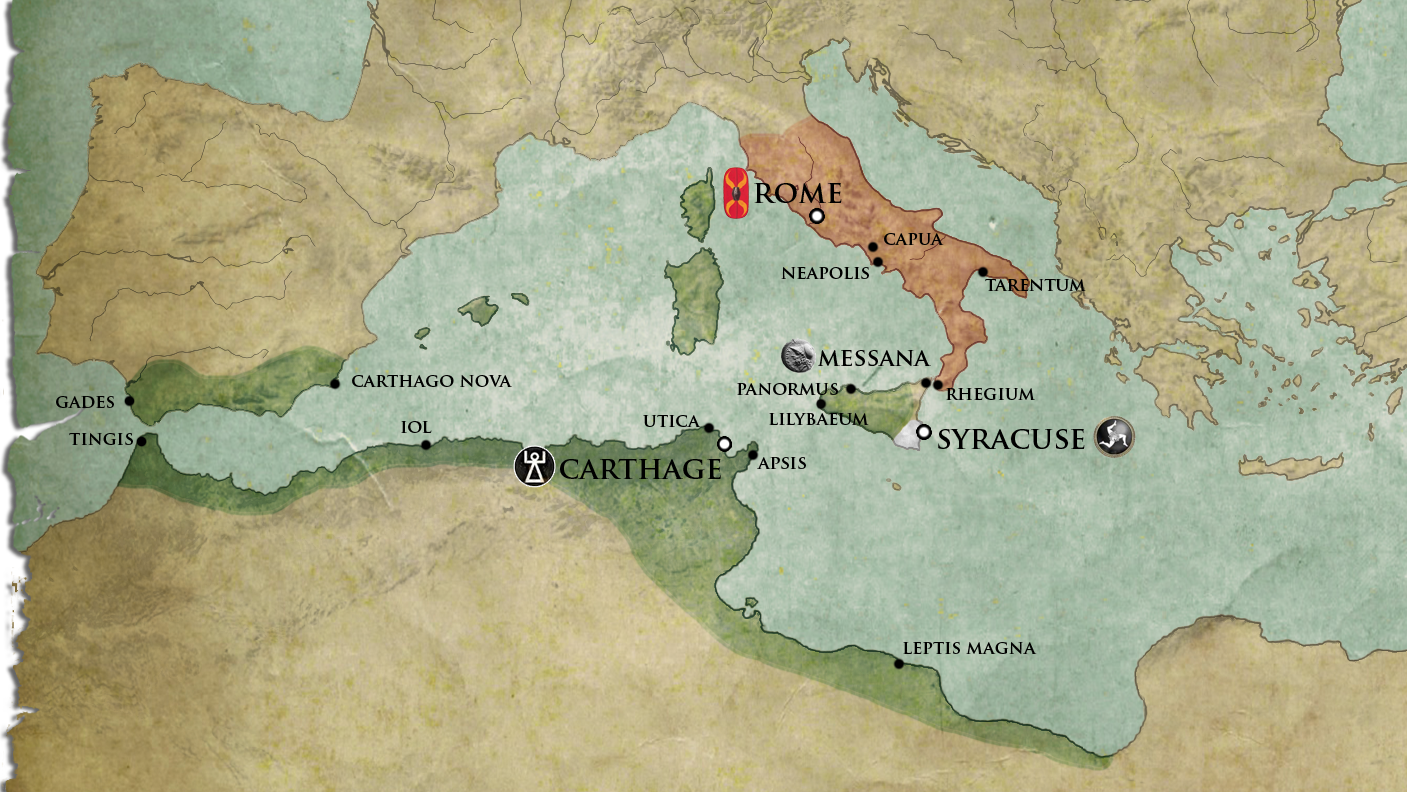 ROME
CAPUA
NEAPOLIS
TARENTUM
MESSANA
CARTHAGO NOVA
PANORMUS
RHEGIUM
GADES
LILYBAEUM
UTICA
IOL
TINGIS
SYRACUSE
APSIS
CARTHAGE
LEPTIS MAGNA